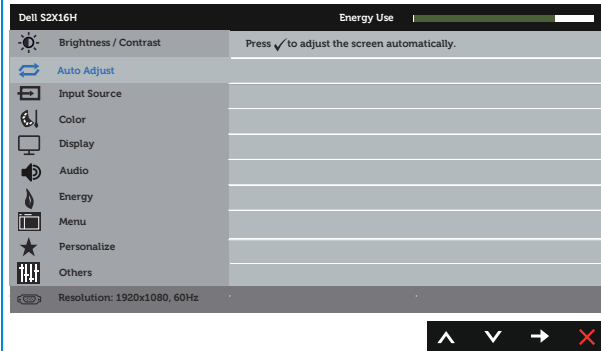 Dell S2X16H Energy Use
Brightness / Contrast Press ✓ to adjust the screen automatically.
Auto Adjust
Input Source
Color
Display
Audio
Energy
Menu
Personalize
Others
Resolution: 1920x1080, 60Hz